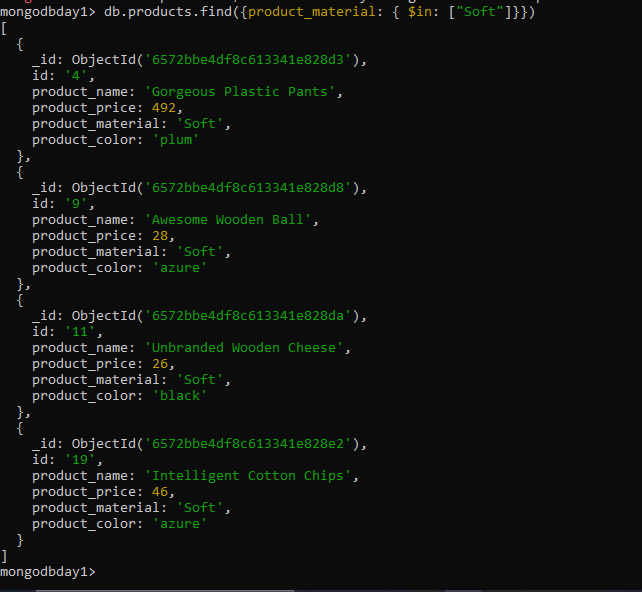 mongodbday1> db.products.find({product_material: { $in: ["Soft"]}})
[
  {
    _id: ObjectId('6572bbe4df8c613341e828d3'),
    id: '4',
    product_name: 'Gorgeous Plastic Pants',
    product_price: 492,
    product_material: 'Soft',
    product_color: 'plum'
  },
  {
    _id: ObjectId('6572bbe4df8c613341e828d8'),
    id: '9',
    product_name: 'Awesome Wooden Ball',
    product_price: 28,
    product_material: 'Soft',
    product_color: 'azure'
  },
  {
    _id: ObjectId('6572bbe4df8c613341e828da'),
    id: '11',
    product_name: 'Unbranded Wooden Cheese',
    product_price: 26,
    product_material: 'Soft',
    product_color: 'black'
  },
  {
    _id: ObjectId('6572bbe4df8c613341e828e2'),
    id: '19',
    product_name: 'Intelligent Cotton Chips',
    product_price: 46,
    product_material: 'Soft',
    product_color: 'azure'
  }
]
mongodbday1>